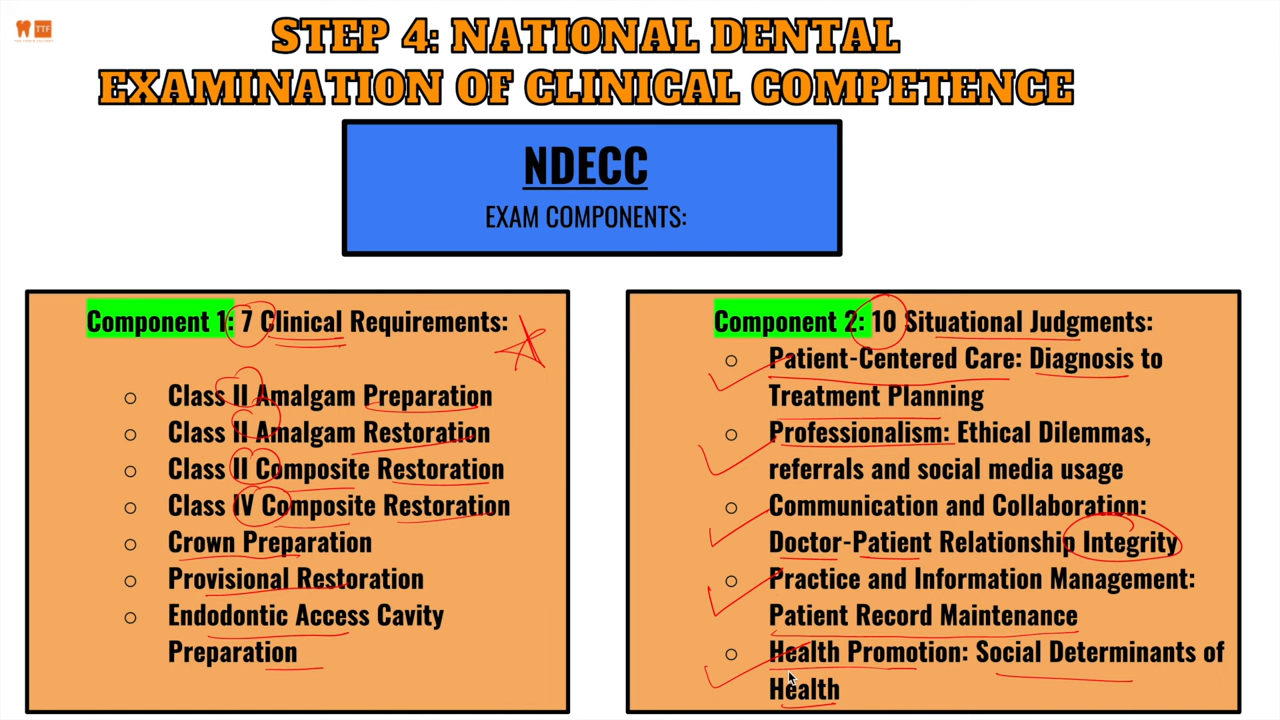 TTF
STEP 4: NATIONAL DENTAL
EXAMINATION OF CLINICAL COMPETENCE
NDECC
EXAM COMPONENTS:
Component 1: 7 Clinical Requirements:
Class II Amalgam Preparation
Class II Amalgam Restoration
Class II Composite Restoration
Class IV Composite Restoration
Crown Preparation
Provisional Restoration
Endodontic Access Cavity
Preparation
Component 2: 10 Situational Judgments:
Patient-Centered Care: Diagnosis to
Treatment Planning
Professionalism: Ethical Dilemmas,
referrals and social media usage
Communication and Collaboration:
Doctor-Patient Relationship Integrity
Practice and Information Management:
Patient Record Maintenance
Health Promotion: Social Determinants of
Health